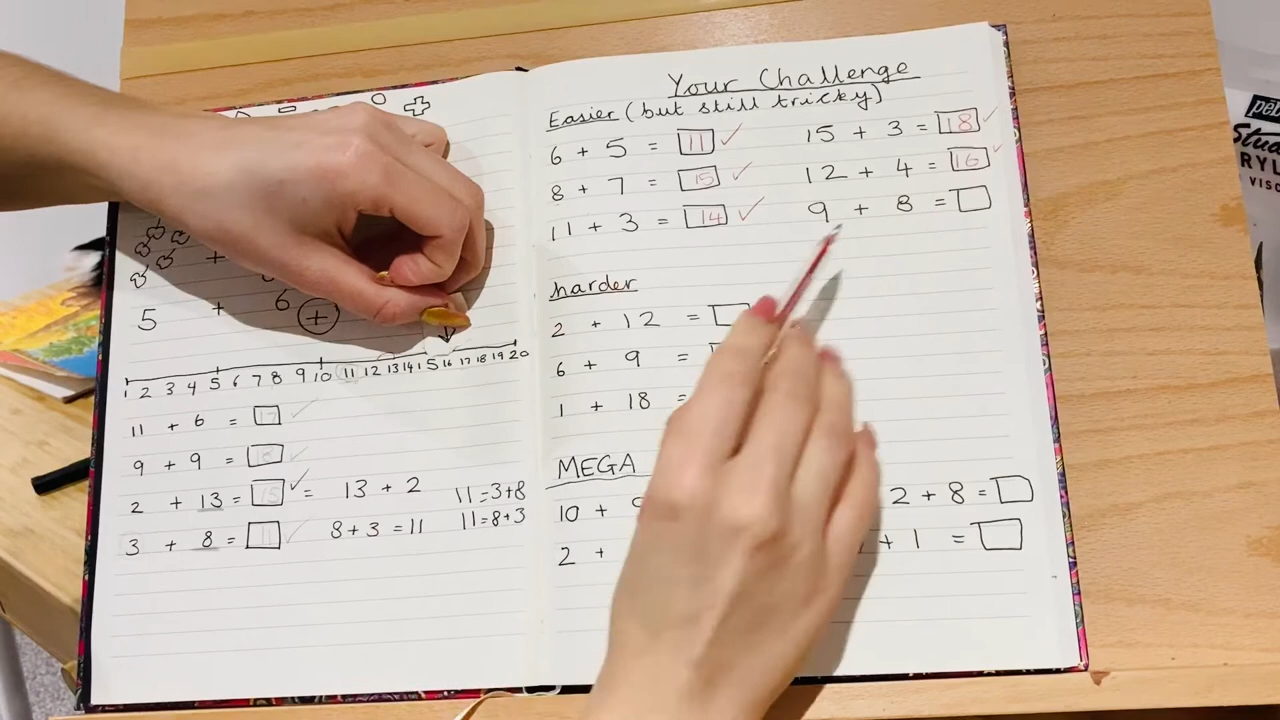 5 + 6 +
1 2 3 4 5 6 7 8 9 10 11 12 13 14 15 16 17 18 19 20
11 + 6 = 17 ✓
9 + 9 = 18 ✓
2 + 13 = 15 ✓ = 13 + 2
3 + 8 = 11 ✓ 8 + 3 = 11
11 = 3 + 8
11 = 8 + 3
Your Challenge
Easier (but still tricky)
6 + 5 = 11 ✓
8 + 7 = 15 ✓
11 + 3 = 14 ✓
15 + 3 = 18 ✓
12 + 4 = 16 ✓
9 + 8 =
harder
2 + 12 =
6 + 9 =
1 + 18 =
MEGA
10 +
2 +
2 + 8 =
+ 1 =